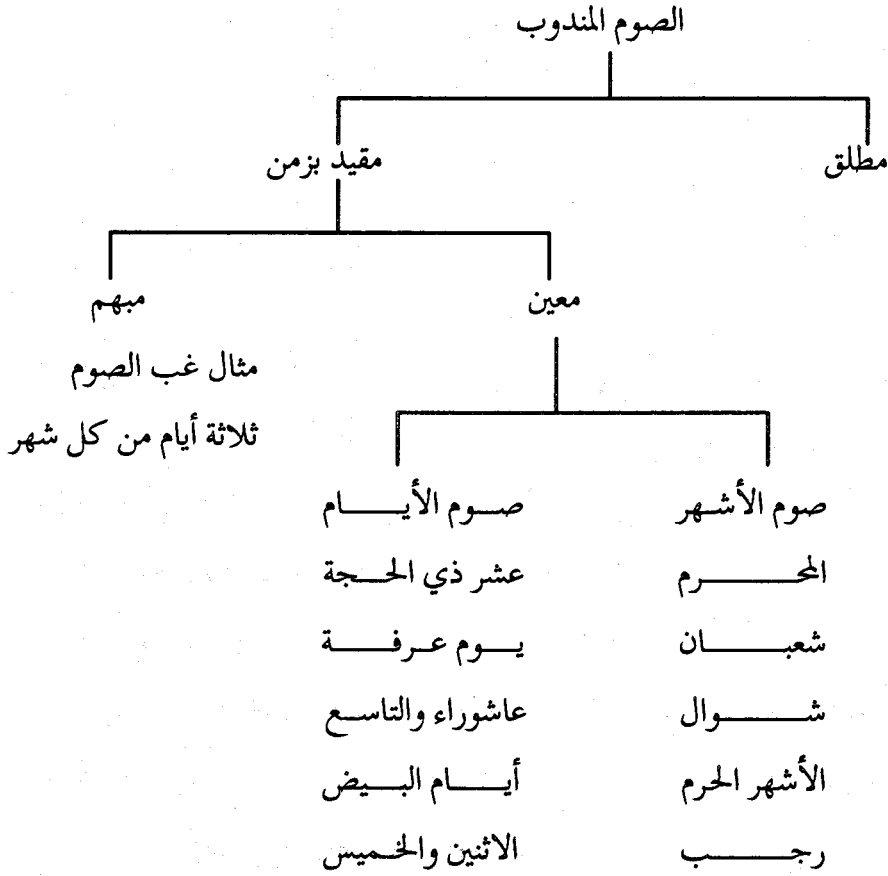 الصوم المندوب
مطلق
مقيد بزمن
معين
مبهم
مثال غب الصوم
ثلاثة أيام من كل شهر
صوم الأشهر
المحرم
شعبان
شوال
الأشهر الحرم
رجب
صوم الأيام
عشر ذي الحجة
يوم عرفة
عاشوراء والتاسع
أيام البيض
الاثنين والخميس